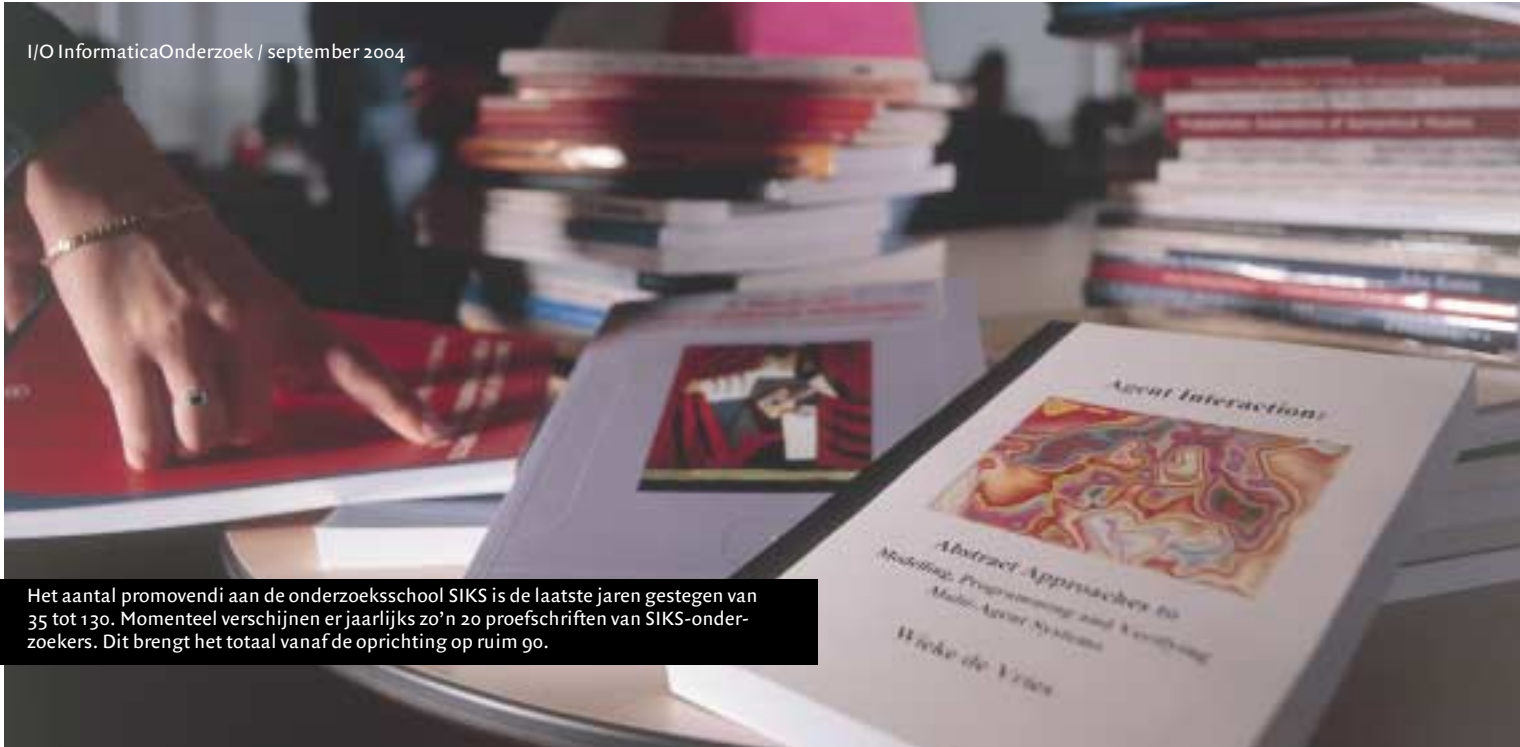 I/O InformaticaOnderzoek / september 2004
Agent Interaction:
Abstract Approaches to
Modelling, Programming and Verifying
Multi-Agent Systems
Wieke de Vries
Het aantal promovendi aan de onderzoeksschool SIKS is de laatste jaren gestegen van
35 tot 130. Momenteel verschijnen er jaarlijks zo’n 20 proefschriften van SIKS-onder-
zoekers. Dit brengt het totaal vanaf de oprichting op ruim 90.